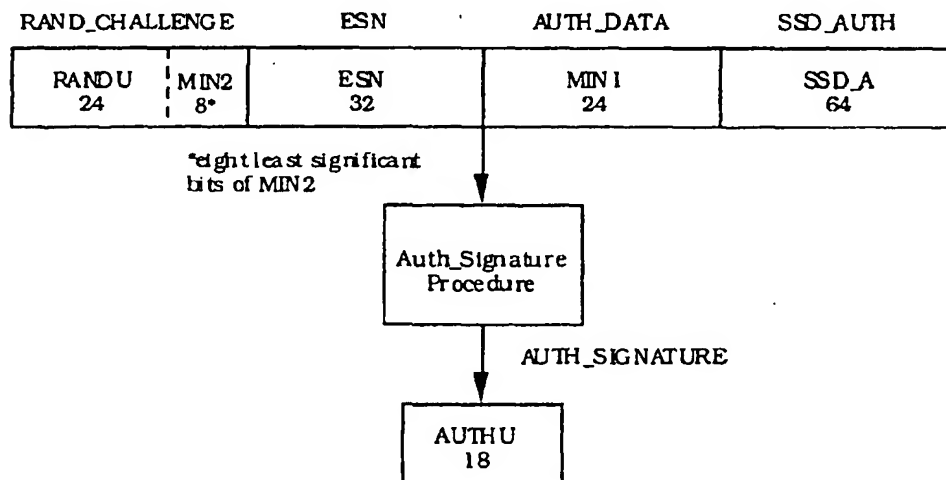 RAND_CHALLENGE ESN AUTH_DATA SSD_AUTH
RANDU MIN2 ESN MIN1 SSD_A
24 8* 32 24 64
*eight least significant
bits of MIN2
Auth_Signature
Procedure
AUTH_SIGNATURE
AUTHU
18